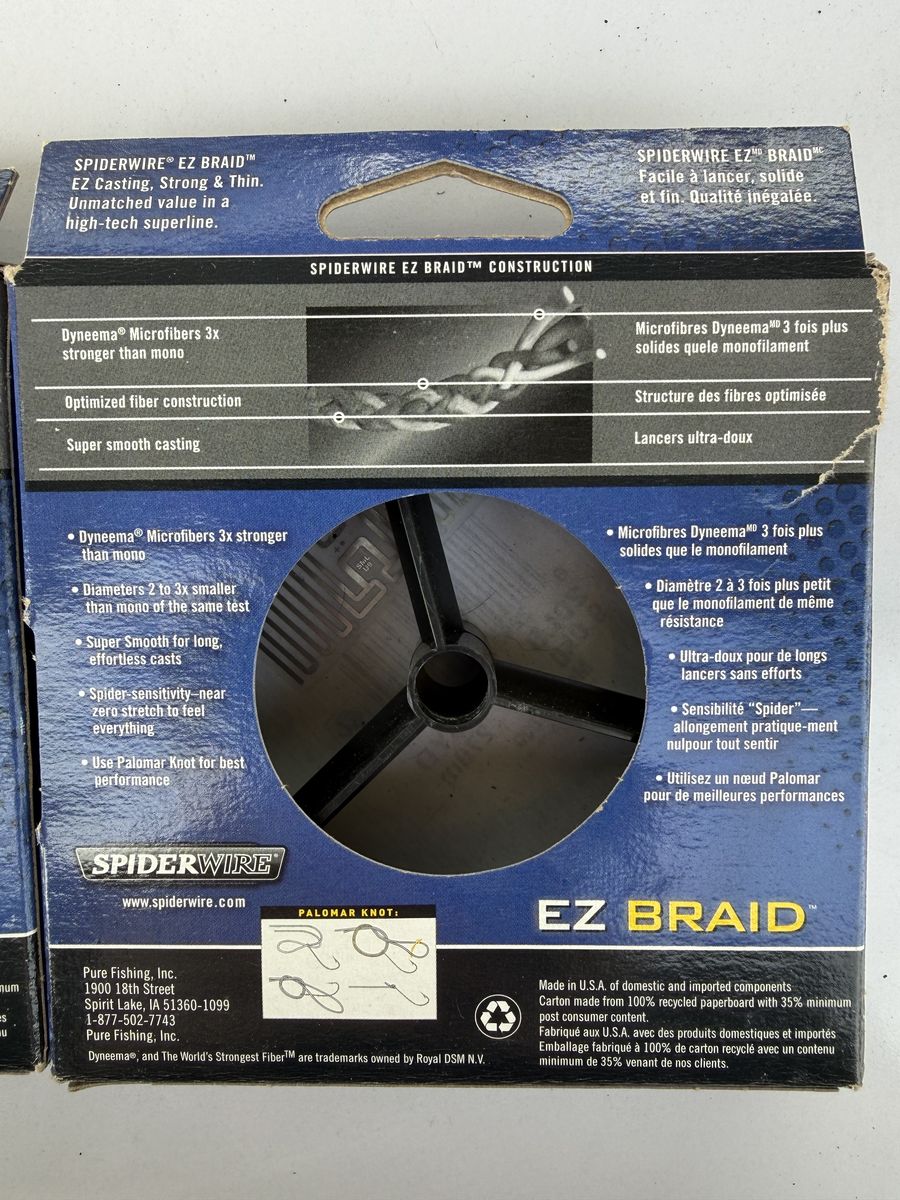 SPIDERWIRE® EZ BRAID™
EZ Casting, Strong & Thin.
Unmatched value in a
high-tech superline.
SPIDERWIRE EZᴹᴰ BRAIDᴹᶜ
Facile à lancer, solide
et fin. Qualité inégalée.
SPIDERWIRE EZ BRAID™ CONSTRUCTION
Dyneema® Microfibers 3x
stronger than mono
Optimized fiber construction
Super smooth casting
Microfibres Dyneemaᴹᴰ 3 fois plus
solides quele monofilament
Structure des fibres optimisée
Lancers ultra-doux
• Dyneema® Microfibers 3x stronger
than mono
• Diameters 2 to 3x smaller
than mono of the same test
• Super Smooth for long,
effortless casts
• Spider-sensitivity–near
zero stretch to feel
everything
• Use Palomar Knot for best
performance
• Microfibres Dyneemaᴹᴰ 3 fois plus
solides que le monofilament
• Diamètre 2 à 3 fois plus petit
que le monofilament de même
résistance
• Ultra-doux pour de longs
lancers sans efforts
• Sensibilité “Spider”—
allongement pratique-ment
nulpour tout sentir
• Utilisez un nœud Palomar
pour de meilleures performances
SPIDERWIRE®
www.spiderwire.com
PALOMAR KNOT:
EZ BRAID™
Pure Fishing, Inc.
1900 18th Street
Spirit Lake, IA 51360-1099
1-877-502-7743
Pure Fishing, Inc.
Dyneema®, and The World's Strongest Fiber™ are trademarks owned by Royal DSM N.V.
Made in U.S.A. of domestic and imported components
Carton made from 100% recycled paperboard with 35% minimum
post consumer content.
Fabriqué aux U.S.A. avec des produits domestiques et importés
Emballage fabriqué à 100% de carton recyclé avec un contenu
minimum de 35% venant de nos clients.